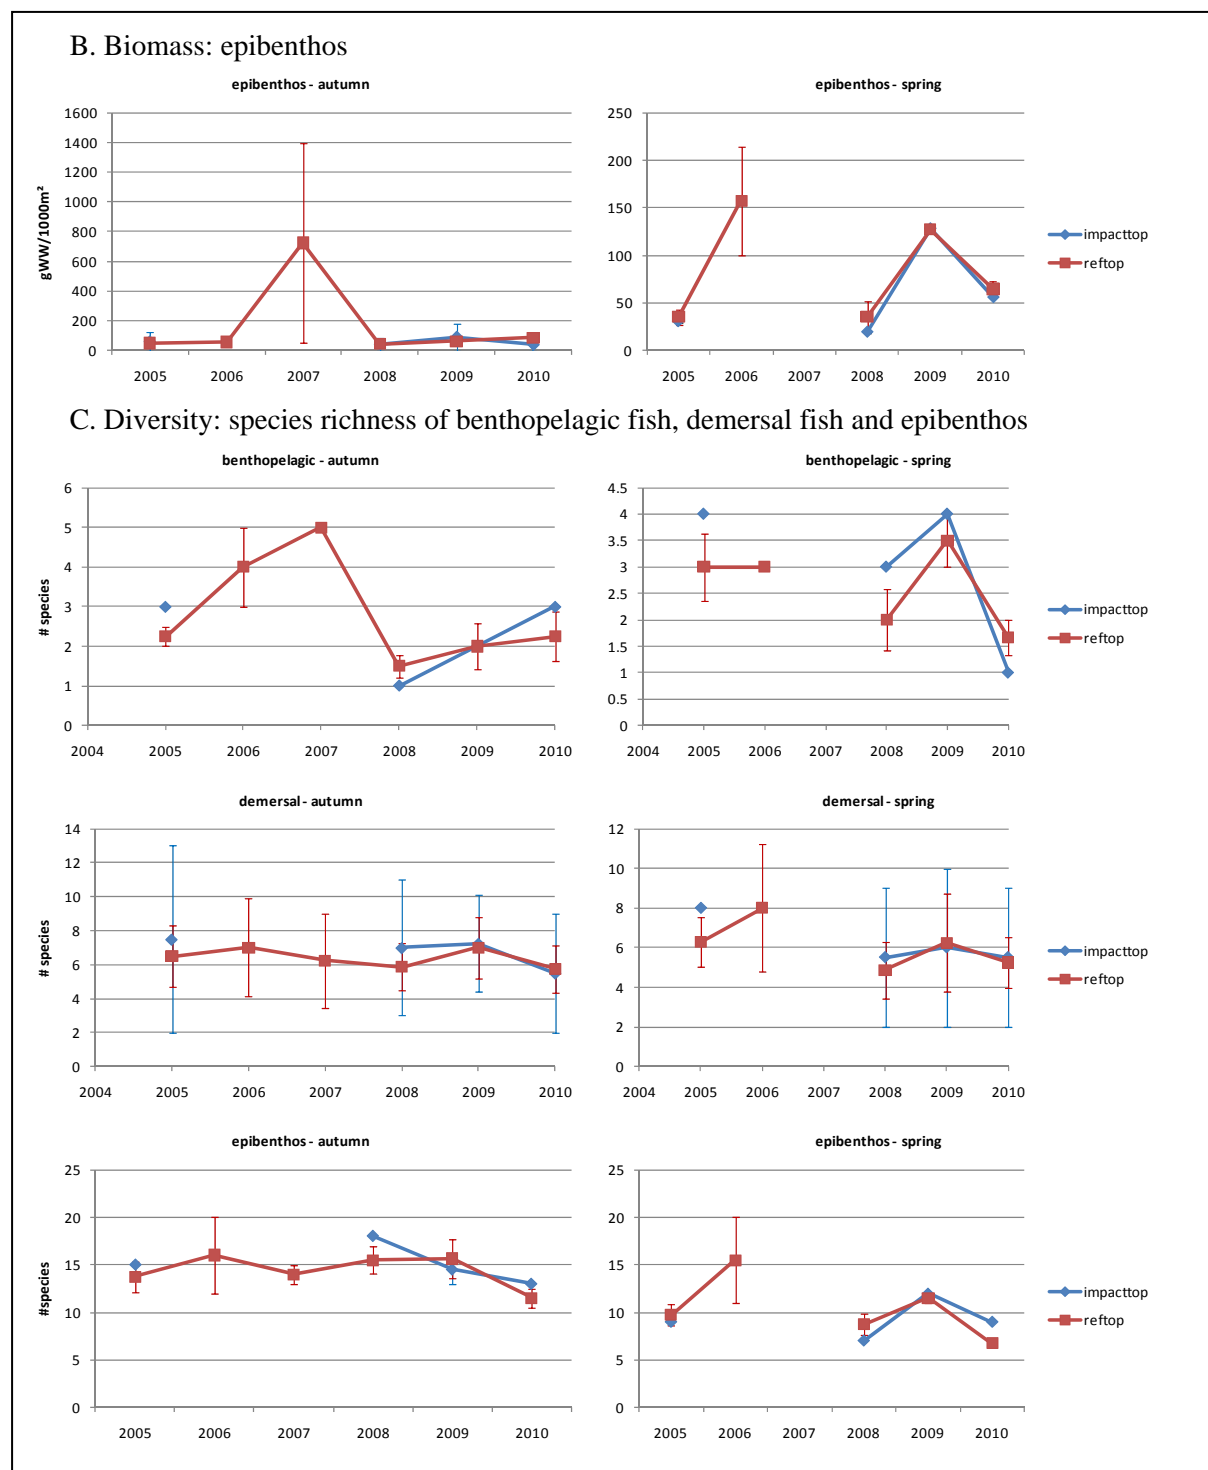 B. Biomass: epibenthos
epibenthos - autumn
gWW/1000m²
1600
1400
1200
1000
800
600
400
200
0
2005 2006 2007 2008 2009 2010
epibenthos - spring
250
200
150
100
50
0
2005 2006 2007 2008 2009 2010
impacttop
reftop
C. Diversity: species richness of benthopelagic fish, demersal fish and epibenthos
benthopelagic - autumn
# species
6
5
4
3
2
1
0
2004 2005 2006 2007 2008 2009 2010
benthopelagic - spring
4.5
4
3.5
3
2.5
2
1.5
1
0.5
0
2004 2005 2006 2007 2008 2009 2010
impacttop
reftop
demersal - autumn
# species
14
12
10
8
6
4
2
0
2004 2005 2006 2007 2008 2009 2010
demersal - spring
12
10
8
6
4
2
0
2004 2005 2006 2007 2008 2009 2010
impacttop
reftop
epibenthos - autumn
#species
25
20
15
10
5
0
2005 2006 2007 2008 2009 2010
epibenthos - spring
25
20
15
10
5
0
2005 2006 2007 2008 2009 2010
impacttop
reftop